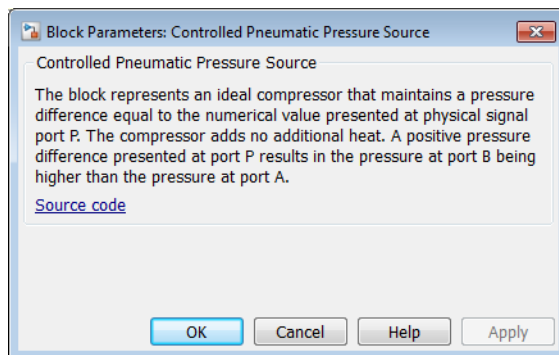 Block Parameters: Controlled Pneumatic Pressure Source
Controlled Pneumatic Pressure Source
The block represents an ideal compressor that maintains a pressure
difference equal to the numerical value presented at physical signal
port P. The compressor adds no additional heat. A positive pressure
difference presented at port P results in the pressure at port B being
higher than the pressure at port A.
Source code
OK Cancel Help Apply